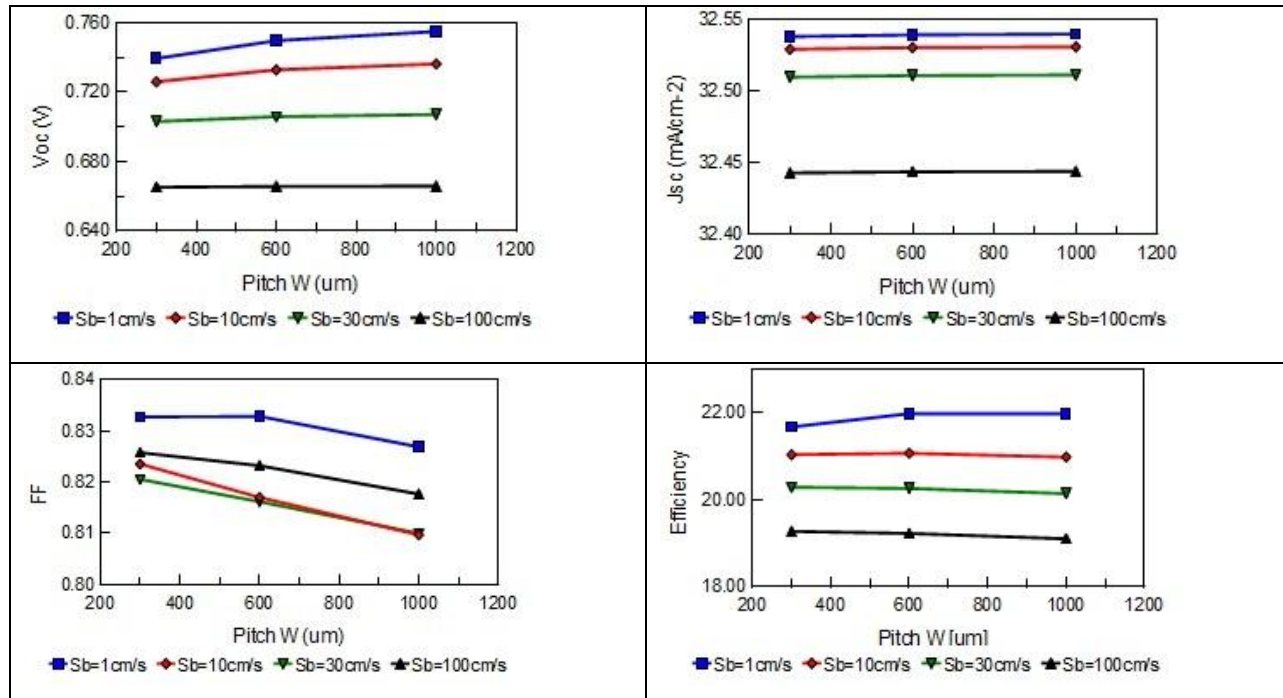 0.760
0.720
0.680
0.640
Voc (V)
200 400 600 800 1000 1200
Pitch W (um)
Sb=1cm/s Sb=10cm/s Sb=30cm/s Sb=100cm/s
32.55
32.50
32.45
32.40
Jsc (mA/cm-2)
200 400 600 800 1000 1200
Pitch W (um)
Sb=1cm/s Sb=10cm/s Sb=30cm/s Sb=100cm/s
0.84
0.83
0.82
0.81
0.80
FF
200 400 600 800 1000 1200
Pitch W (um)
Sb=1cm/s Sb=10cm/s Sb=30cm/s Sb=100cm/s
22.00
20.00
18.00
Efficiency
200 400 600 800 1000 1200
Pitch W [um]
Sb=1cm/s Sb=10cm/s Sb=30cm/s Sb=100cm/s